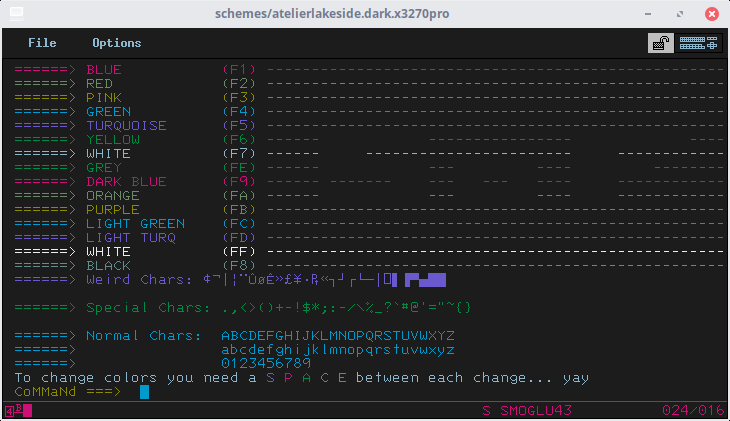 schemes/atelierlakeside.dark.x3270pro
File Options
======> BLUE (F1) ------------------------------------------------
======> RED (F2) ------------------------------------------------
======> PINK (F3) ------------------------------------------------
======> GREEN (F4) ------------------------------------------------
======> TURQUOISE (F5) ------------------------------------------------
======> YELLOW (F6) ------------------------------------------------
======> WHITE (F7)
======> GREY (FE)
======> DARK BLUE (F9)
======> ORANGE (FA)
======> PURPLE (FB)
======> LIGHT GREEN (FC)
======> LIGHT TURQ (FD)
======> WHITE (FF)
======> BLACK (F8)
======> Weird Chars:
======> Special Chars: .,<>()+-!$*;:-/\%_?`#@'="~{}
======> Normal Chars: ABCDEFGHIJKLMNOPQRSTUVWXYZ
======> abcdefghijklmnopqrstuvwxyz
======> 0123456789
To change colors you need a S P A C E between each change... yay
CoMMaNd ===>
4 B S SMOGLU43 024/016